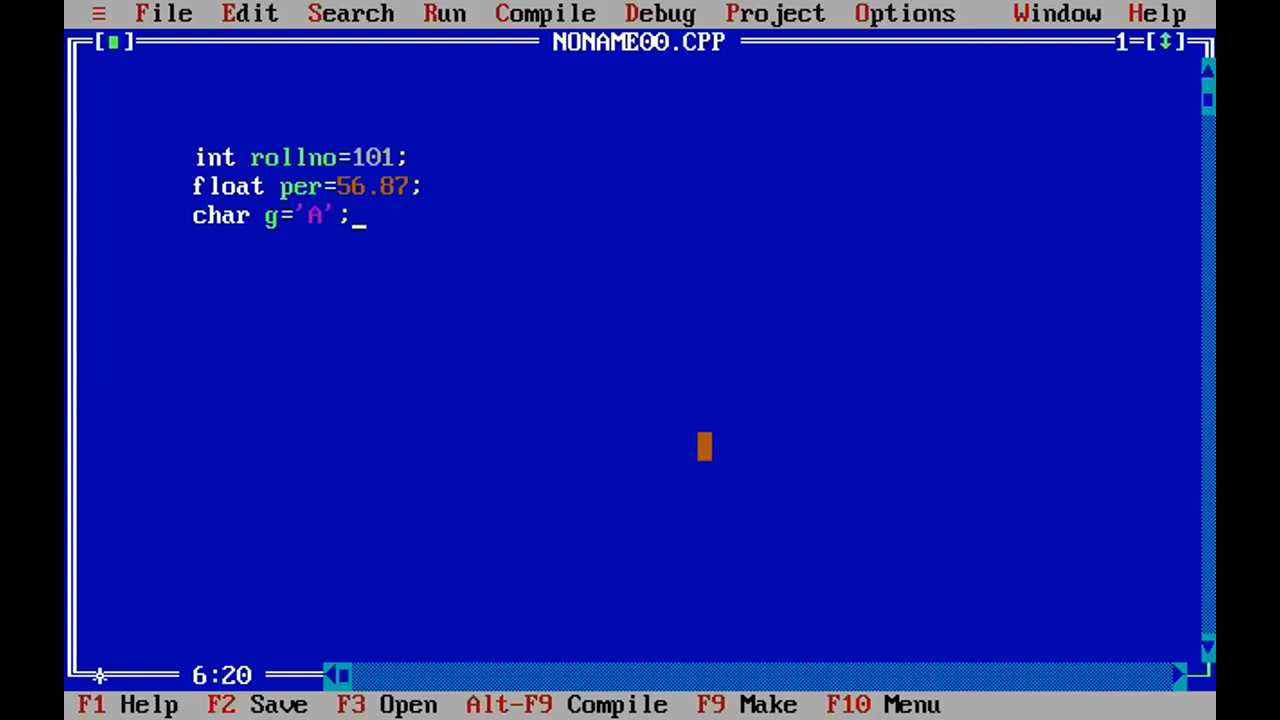 ≡ File Edit Search Run Compile Debug Project Options Window Help
[■] NONAME00.CPP 1=[↕]
int rollno=101;
float per=56.87;
char g='A';_
6:20
F1 Help F2 Save F3 Open Alt-F9 Compile F9 Make F10 Menu